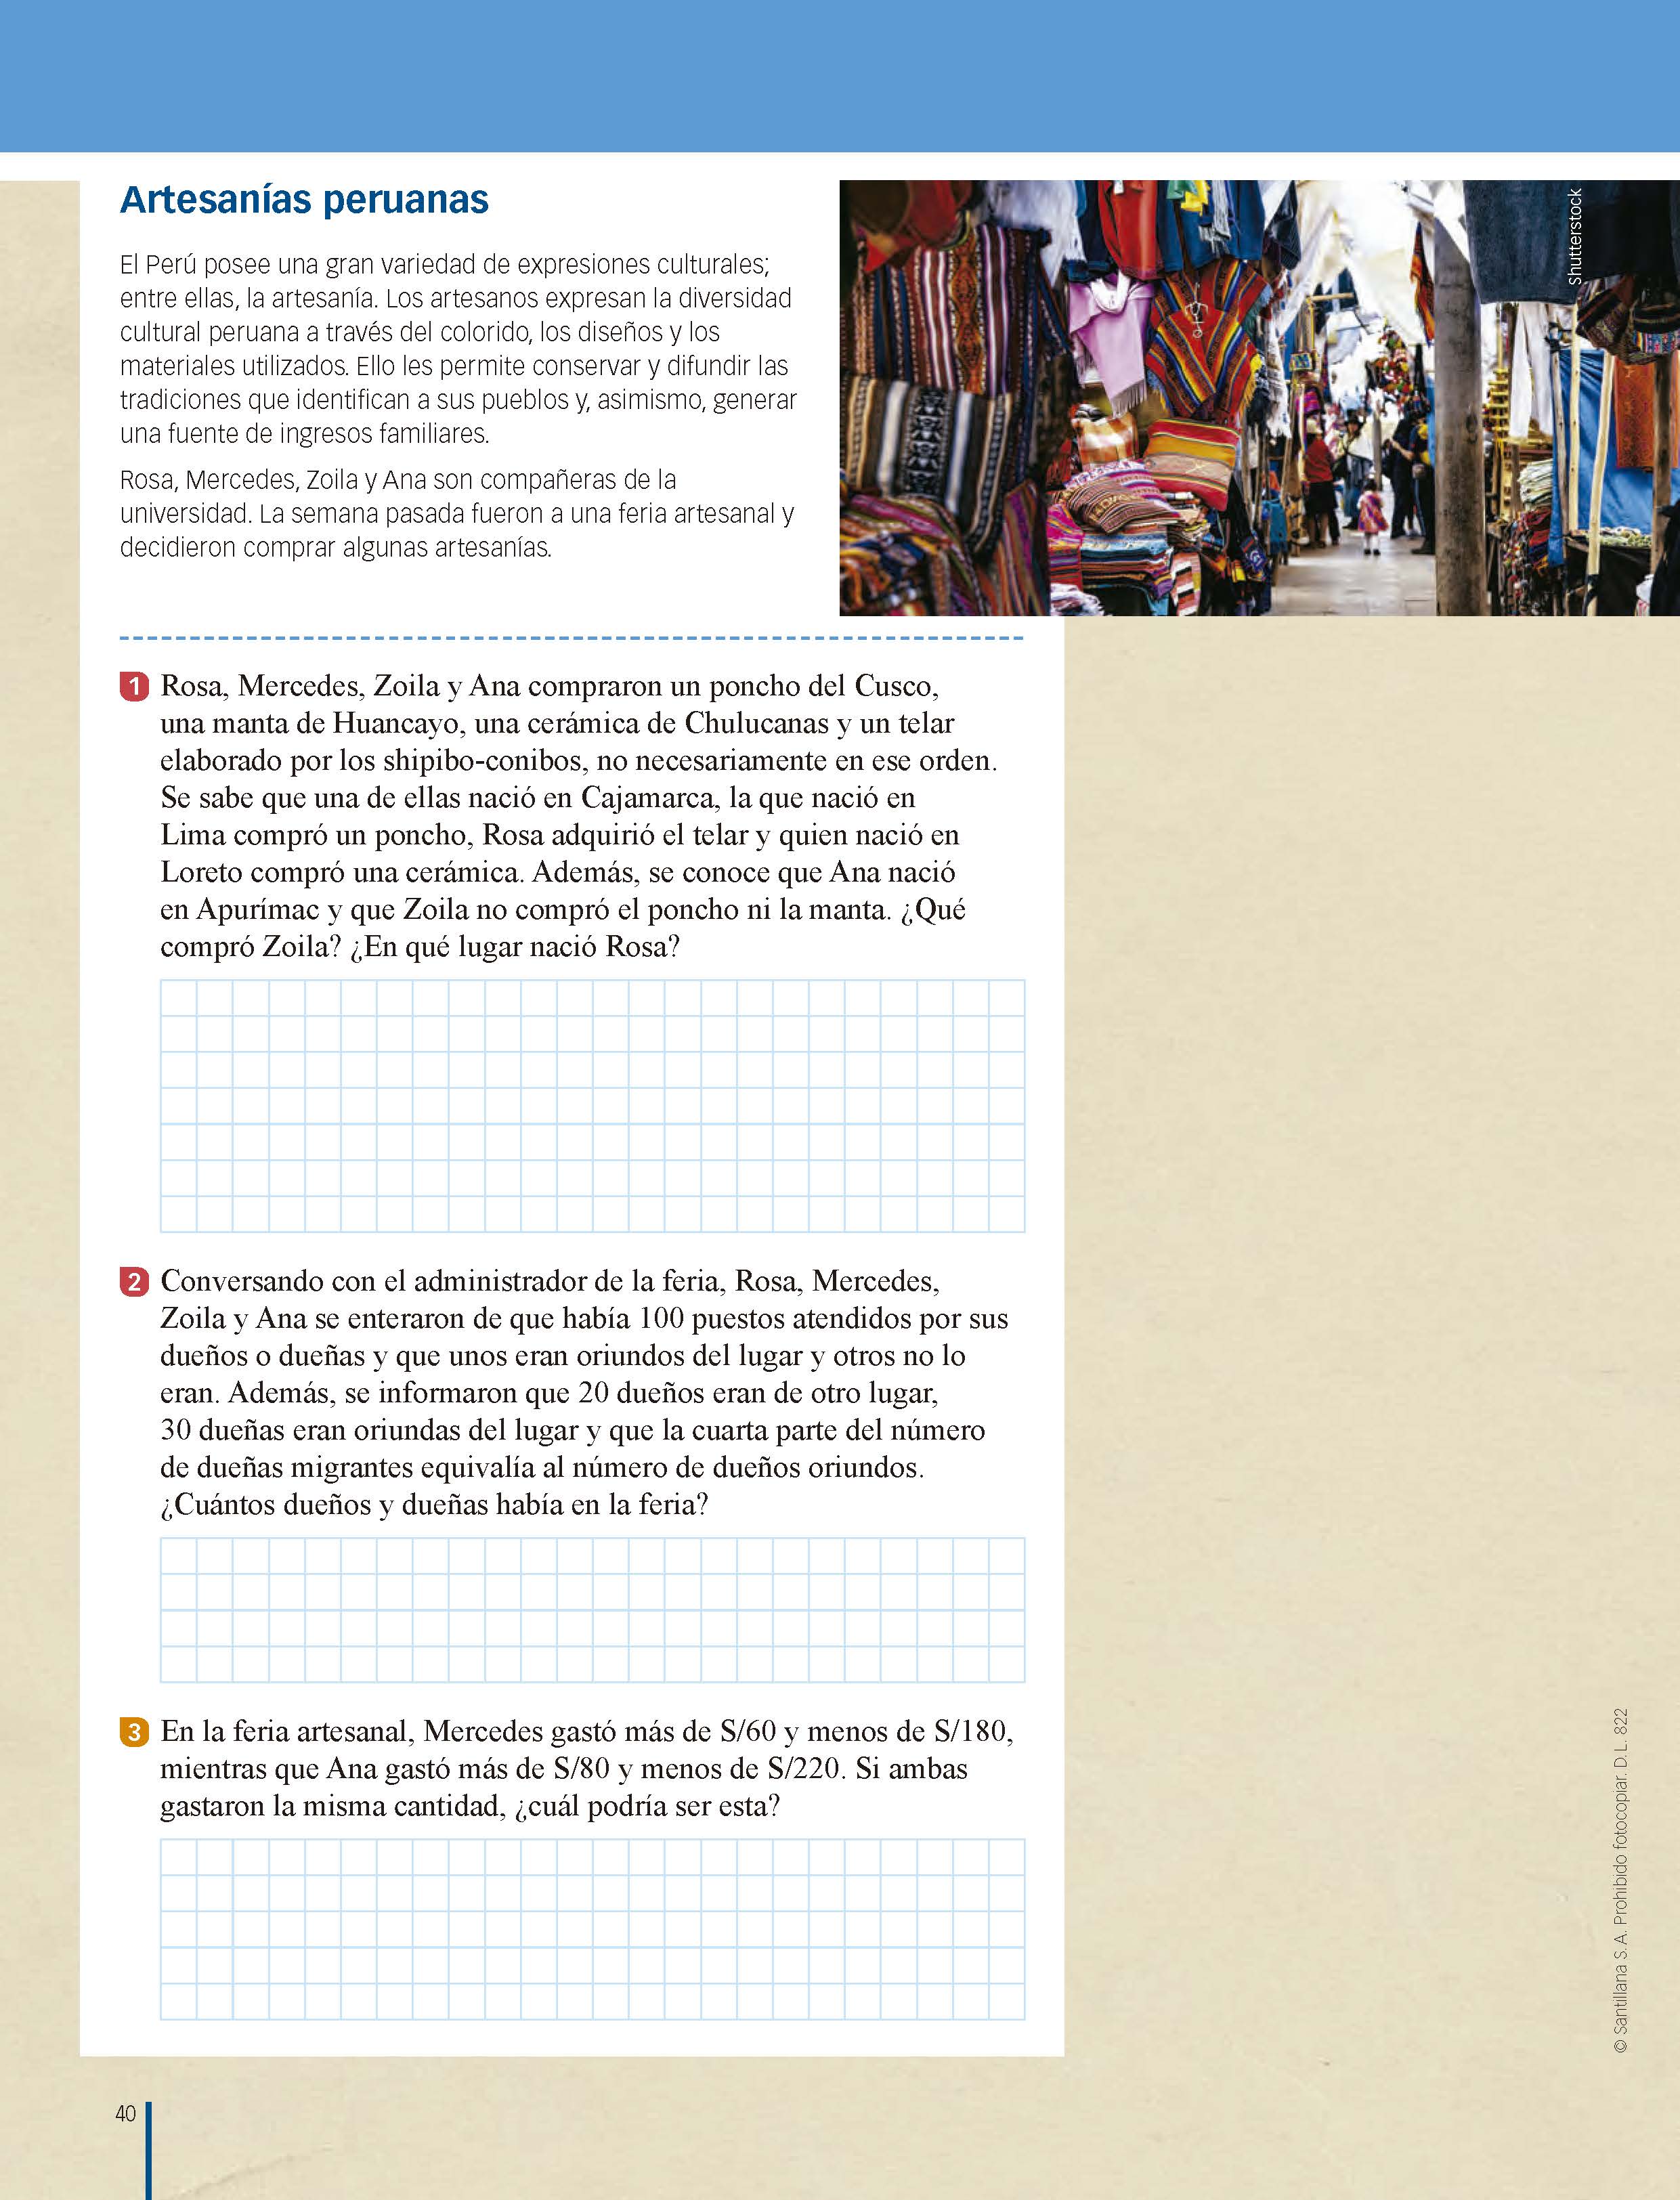 Artesanías peruanas
El Perú posee una gran variedad de expresiones culturales;
entre ellas, la artesanía. Los artesanos expresan la diversidad
cultural peruana a través del colorido, los diseños y los
materiales utilizados. Ello les permite conservar y difundir las
tradiciones que identifican a sus pueblos y, asimismo, generar
una fuente de ingresos familiares.
Rosa, Mercedes, Zoila y Ana son compañeras de la
universidad. La semana pasada fueron a una feria artesanal y
decidieron comprar algunas artesanías.
Shutterstock
1 Rosa, Mercedes, Zoila y Ana compraron un poncho del Cusco,
una manta de Huancayo, una cerámica de Chulucanas y un telar
elaborado por los shipibo-conibos, no necesariamente en ese orden.
Se sabe que una de ellas nació en Cajamarca, la que nació en
Lima compró un poncho, Rosa adquirió el telar y quien nació en
Loreto compró una cerámica. Además, se conoce que Ana nació
en Apurímac y que Zoila no compró el poncho ni la manta. ¿Qué
compró Zoila? ¿En qué lugar nació Rosa?
2 Conversando con el administrador de la feria, Rosa, Mercedes,
Zoila y Ana se enteraron de que había 100 puestos atendidos por sus
dueños o dueñas y que unos eran oriundos del lugar y otros no lo
eran. Además, se informaron que 20 dueños eran de otro lugar,
30 dueñas eran oriundas del lugar y que la cuarta parte del número
de dueñas migrantes equivalía al número de dueños oriundos.
¿Cuántos dueños y dueñas había en la feria?
3 En la feria artesanal, Mercedes gastó más de S/60 y menos de S/180,
mientras que Ana gastó más de S/80 y menos de S/220. Si ambas
gastaron la misma cantidad, ¿cuál podría ser esta?
© Santillana S. A. Prohibido fotocopiar. D. L. 822
40